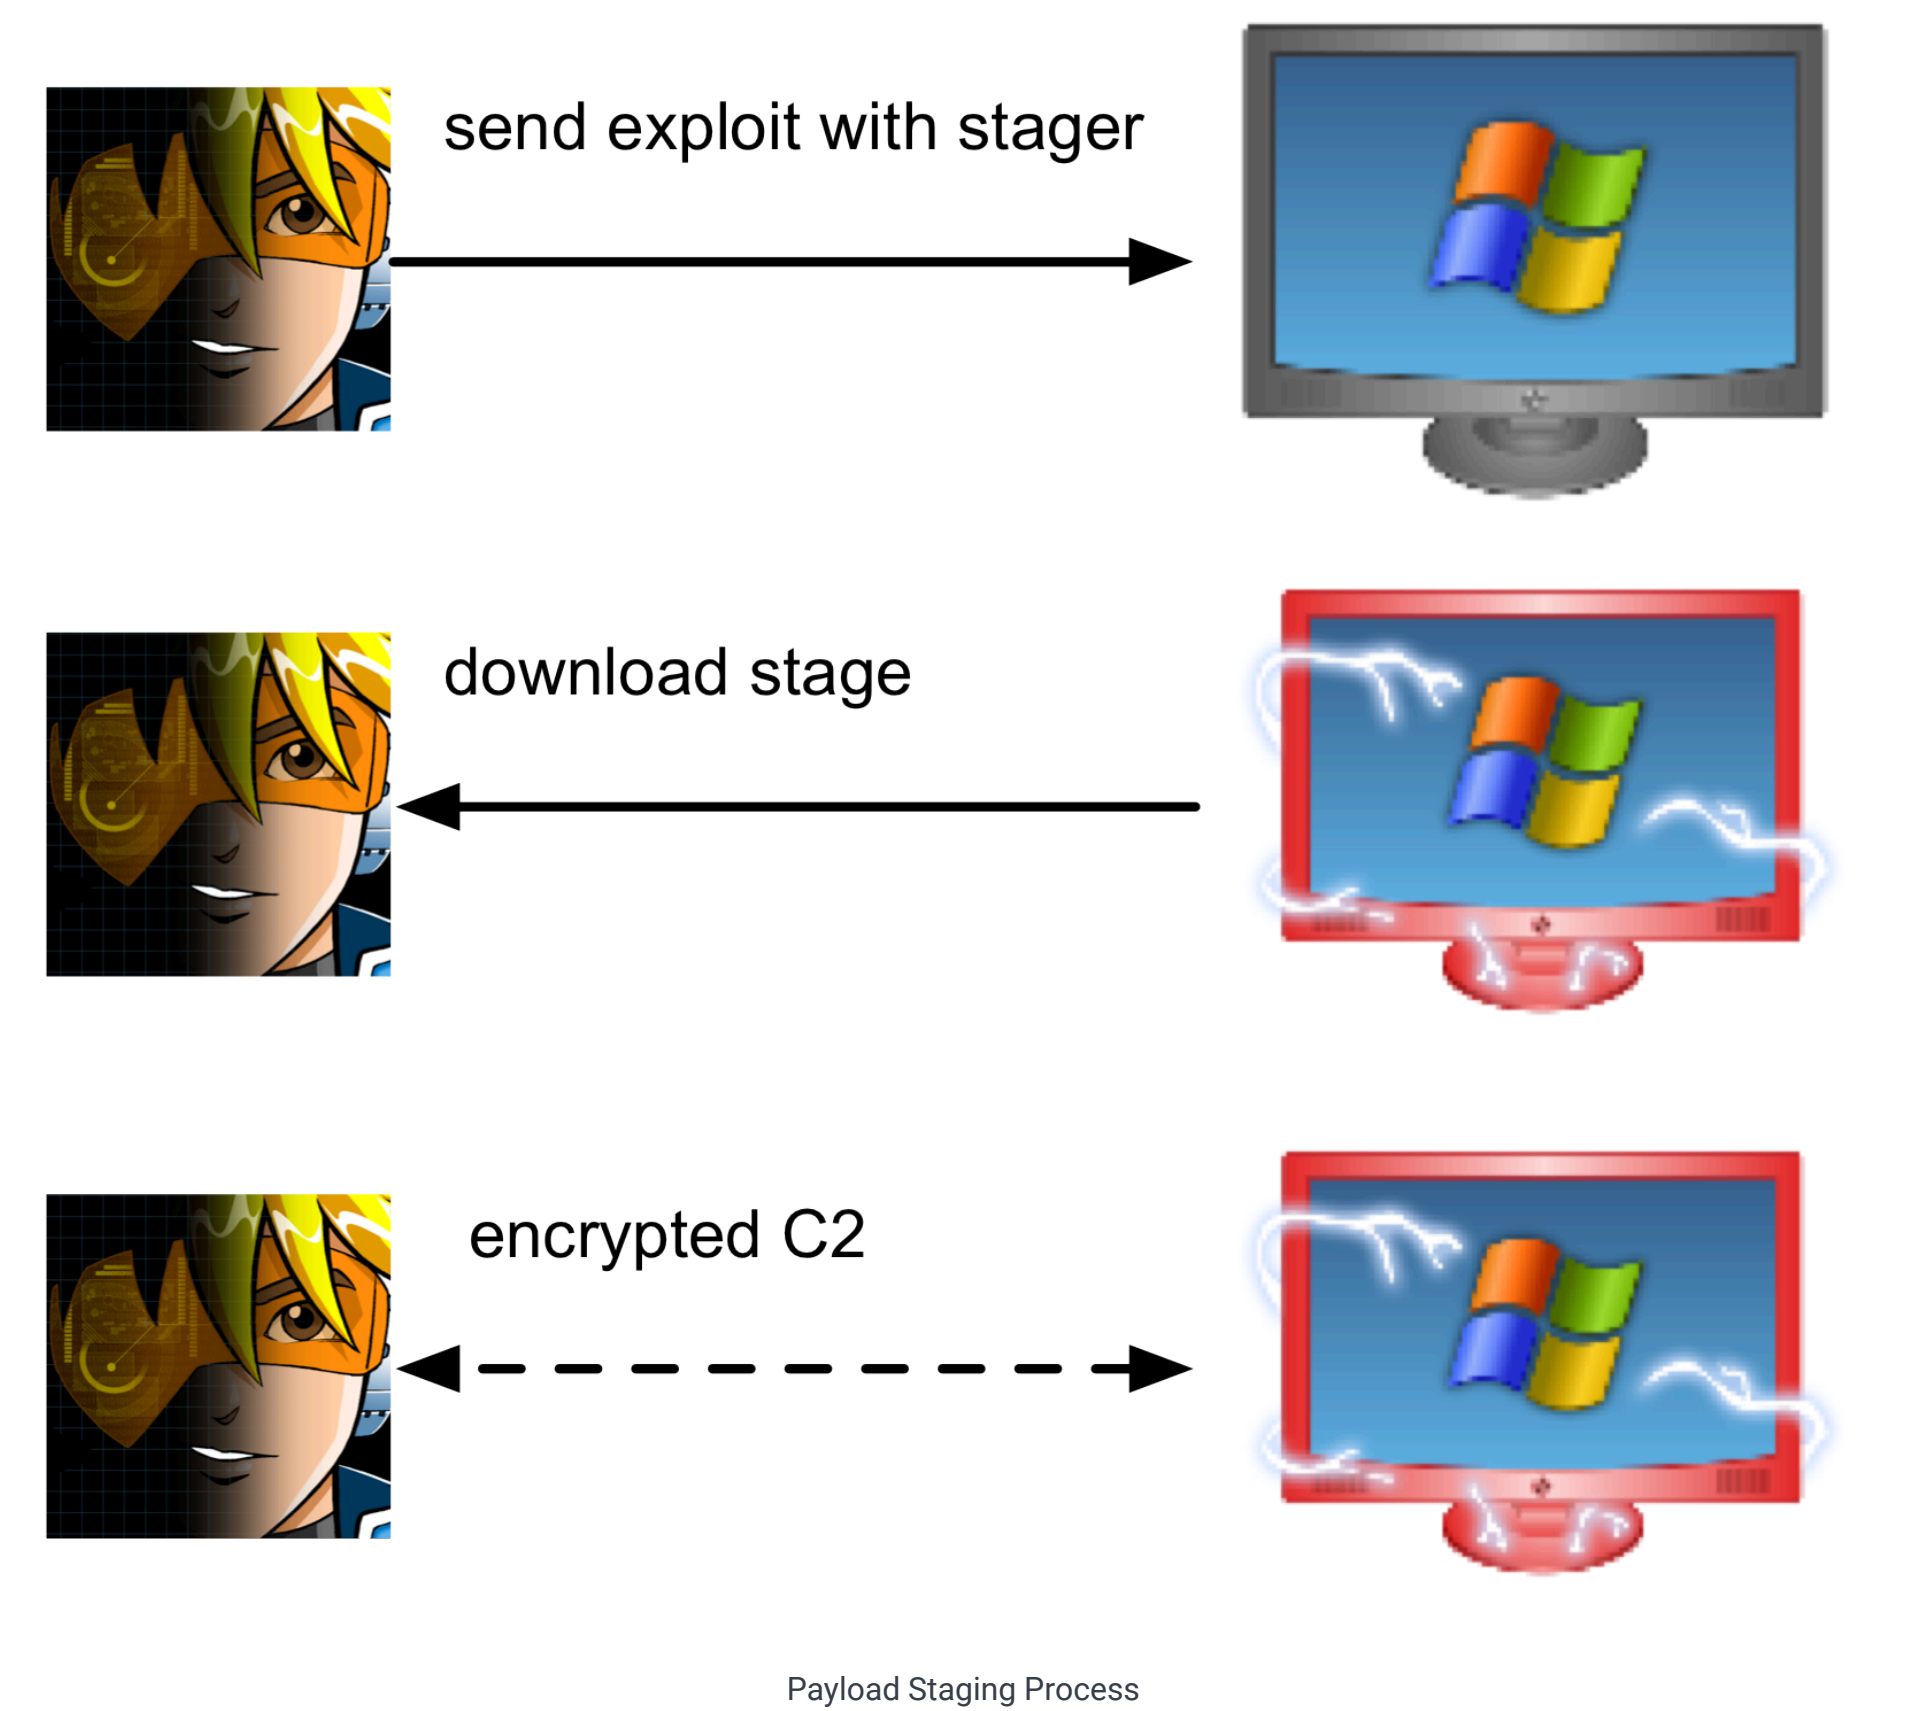 send exploit with stager
download stage
encrypted C2
Payload Staging Process